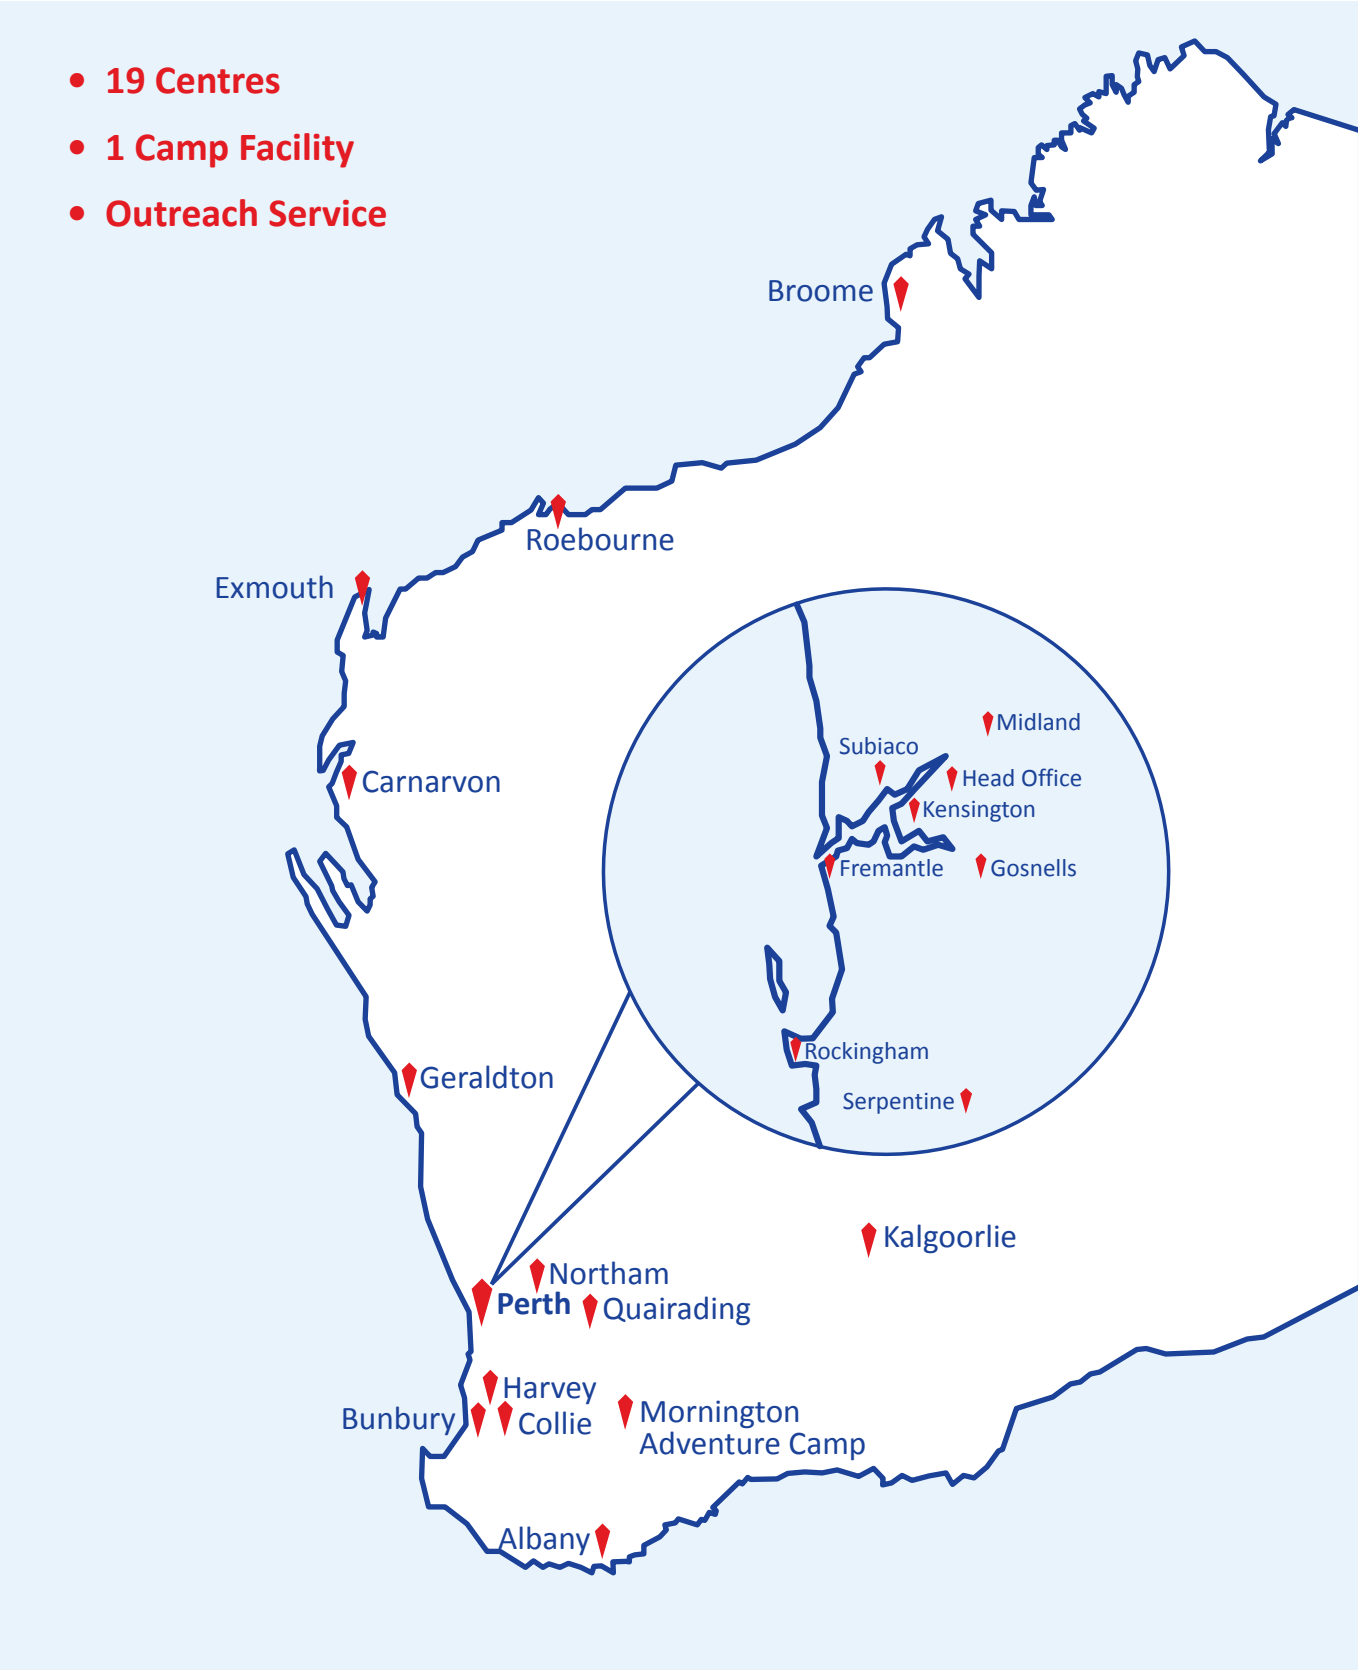 • 19 Centres
• 1 Camp Facility
• Outreach Service
Broome
Roebourne
Exmouth
Carnarvon
Midland
Subiaco
Head Office
Kensington
Fremantle
Gosnells
Rockingham
Serpentine
Geraldton
Kalgoorlie
Northam
Perth
Quairading
Harvey
Bunbury
Collie
Mornington
Adventure Camp
Albany